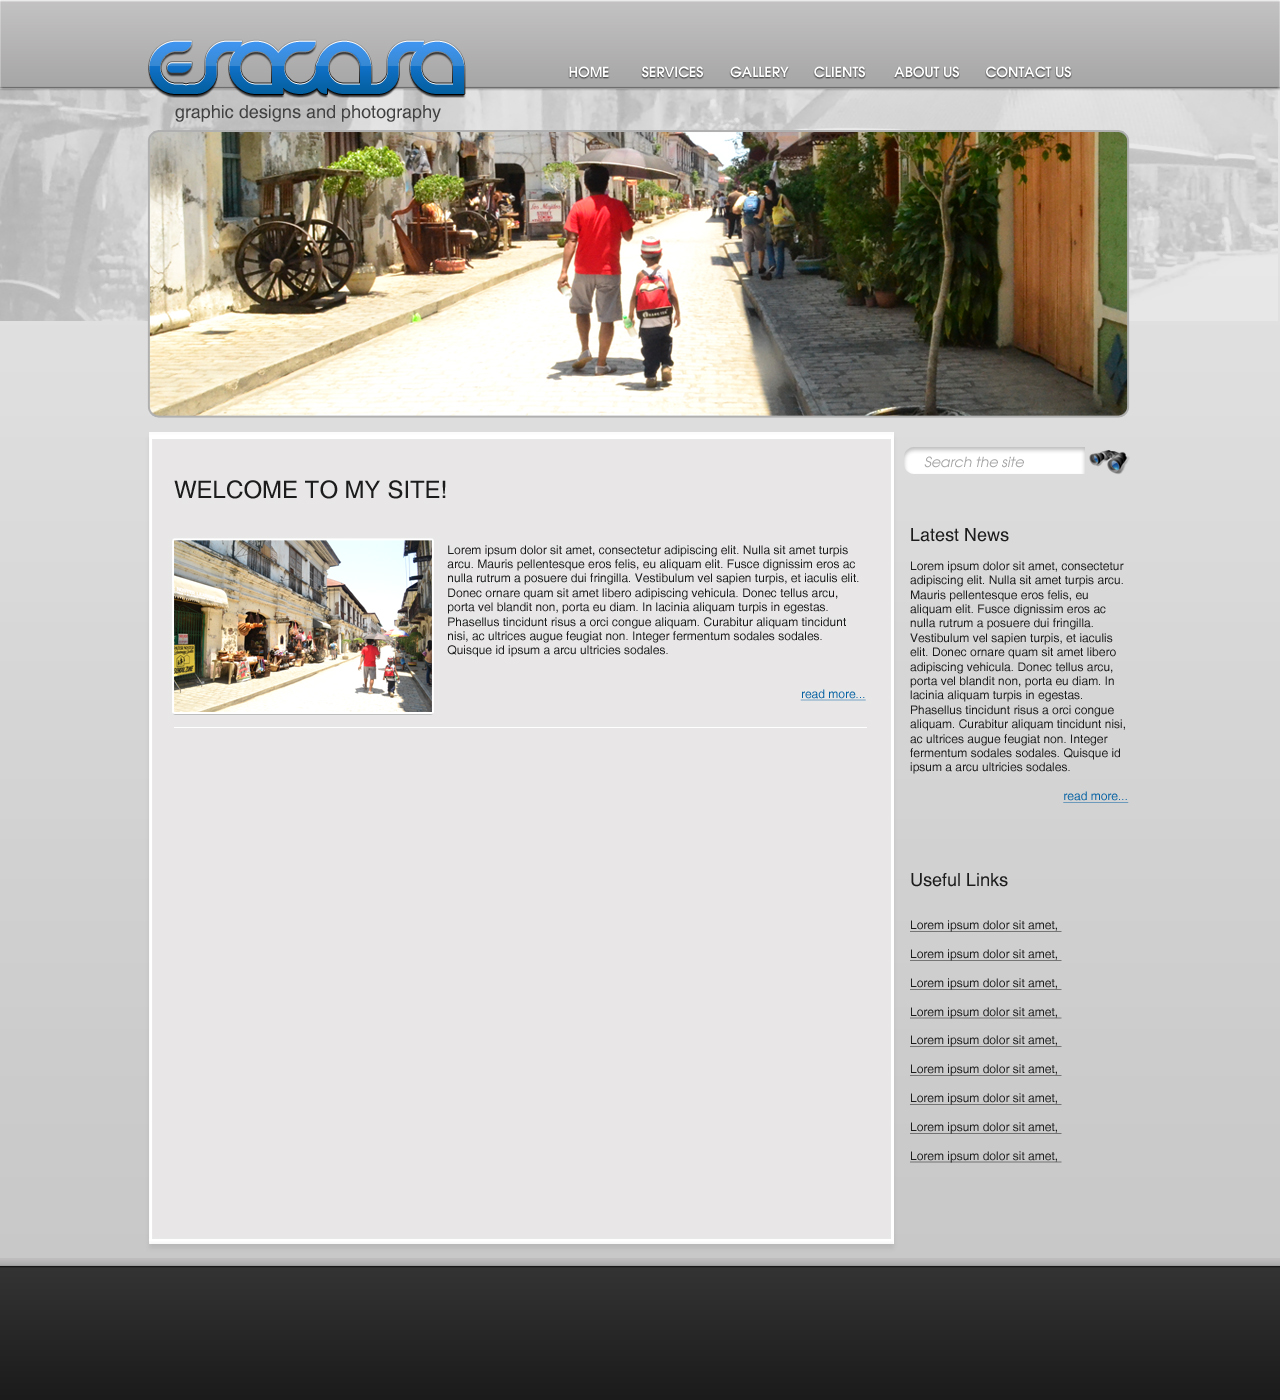 esacasa
HOME SERVICES GALLERY CLIENTS ABOUT US CONTACT US
graphic designs and photography
Search the site
WELCOME TO MY SITE!
Lorem ipsum dolor sit amet, consectetur adipiscing elit. Nulla sit amet turpis
arcu. Mauris pellentesque eros felis, eu aliquam elit. Fusce dignissim eros ac
nulla rutrum a posuere dui fringilla. Vestibulum vel sapien turpis, et iaculis elit.
Donec ornare quam sit amet libero adipiscing vehicula. Donec tellus arcu,
porta vel blandit non, porta eu diam. In lacinia aliquam turpis in egestas.
Phasellus tincidunt risus a orci congue aliquam. Curabitur aliquam tincidunt
nisi, ac ultrices augue feugiat non. Integer fermentum sodales sodales.
Quisque id ipsum a arcu ultricies sodales.
read more...
Latest News
Lorem ipsum dolor sit amet, consectetur
adipiscing elit. Nulla sit amet turpis arcu.
Mauris pellentesque eros felis, eu
aliquam elit. Fusce dignissim eros ac
nulla rutrum a posuere dui fringilla.
Vestibulum vel sapien turpis, et iaculis
elit. Donec ornare quam sit amet libero
adipiscing vehicula. Donec tellus arcu,
porta vel blandit non, porta eu diam. In
lacinia aliquam turpis in egestas.
Phasellus tincidunt risus a orci congue
aliquam. Curabitur aliquam tincidunt nisi,
ac ultrices augue feugiat non. Integer
fermentum sodales sodales. Quisque id
ipsum a arcu ultricies sodales.
read more...
Useful Links
Lorem ipsum dolor sit amet,
Lorem ipsum dolor sit amet,
Lorem ipsum dolor sit amet,
Lorem ipsum dolor sit amet,
Lorem ipsum dolor sit amet,
Lorem ipsum dolor sit amet,
Lorem ipsum dolor sit amet,
Lorem ipsum dolor sit amet,
Lorem ipsum dolor sit amet,